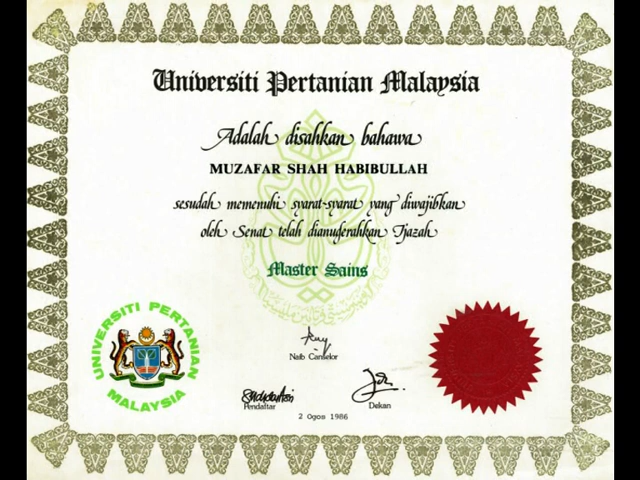 Universiti Pertanian Malaysia
Adalah disahkan bahawa
MUZAFAR SHAH HABIBULLAH
sesudah memenuhi syarat-syarat yang diwajibkan
oleh Senat telah dianugerahkan Ijazah
Master Sains
UNIVERSITI PERTANIAN
MALAYSIA
Naib Canselor
Pendaftar
Dekan
2 Ogos 1986